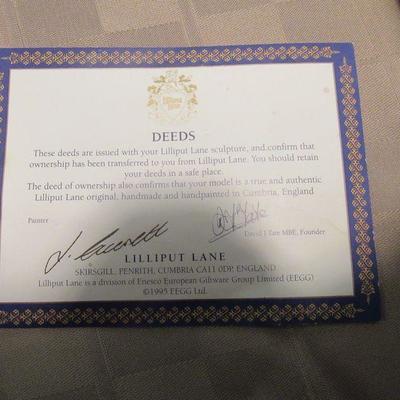 DEEDS
These deeds are issued with your Lilliput Lane sculpture, and confirm that
ownership has been transferred to you from Lilliput Lane. You should retain
your deeds in a safe place.
The deed of ownership also confirms that your model is a true and authentic
Lilliput Lane original, handmade and handpainted in Cumbria, England
Painter
David J Tate MBE, Founder
LILLIPUT LANE
SKIRSGILL, PENRITH, CUMBRIA CA11 0DP, ENGLAND
Lilliput Lane is a division of Enesco European Giftware Group Limited (EEGG)
©1995 EEGG Ltd.